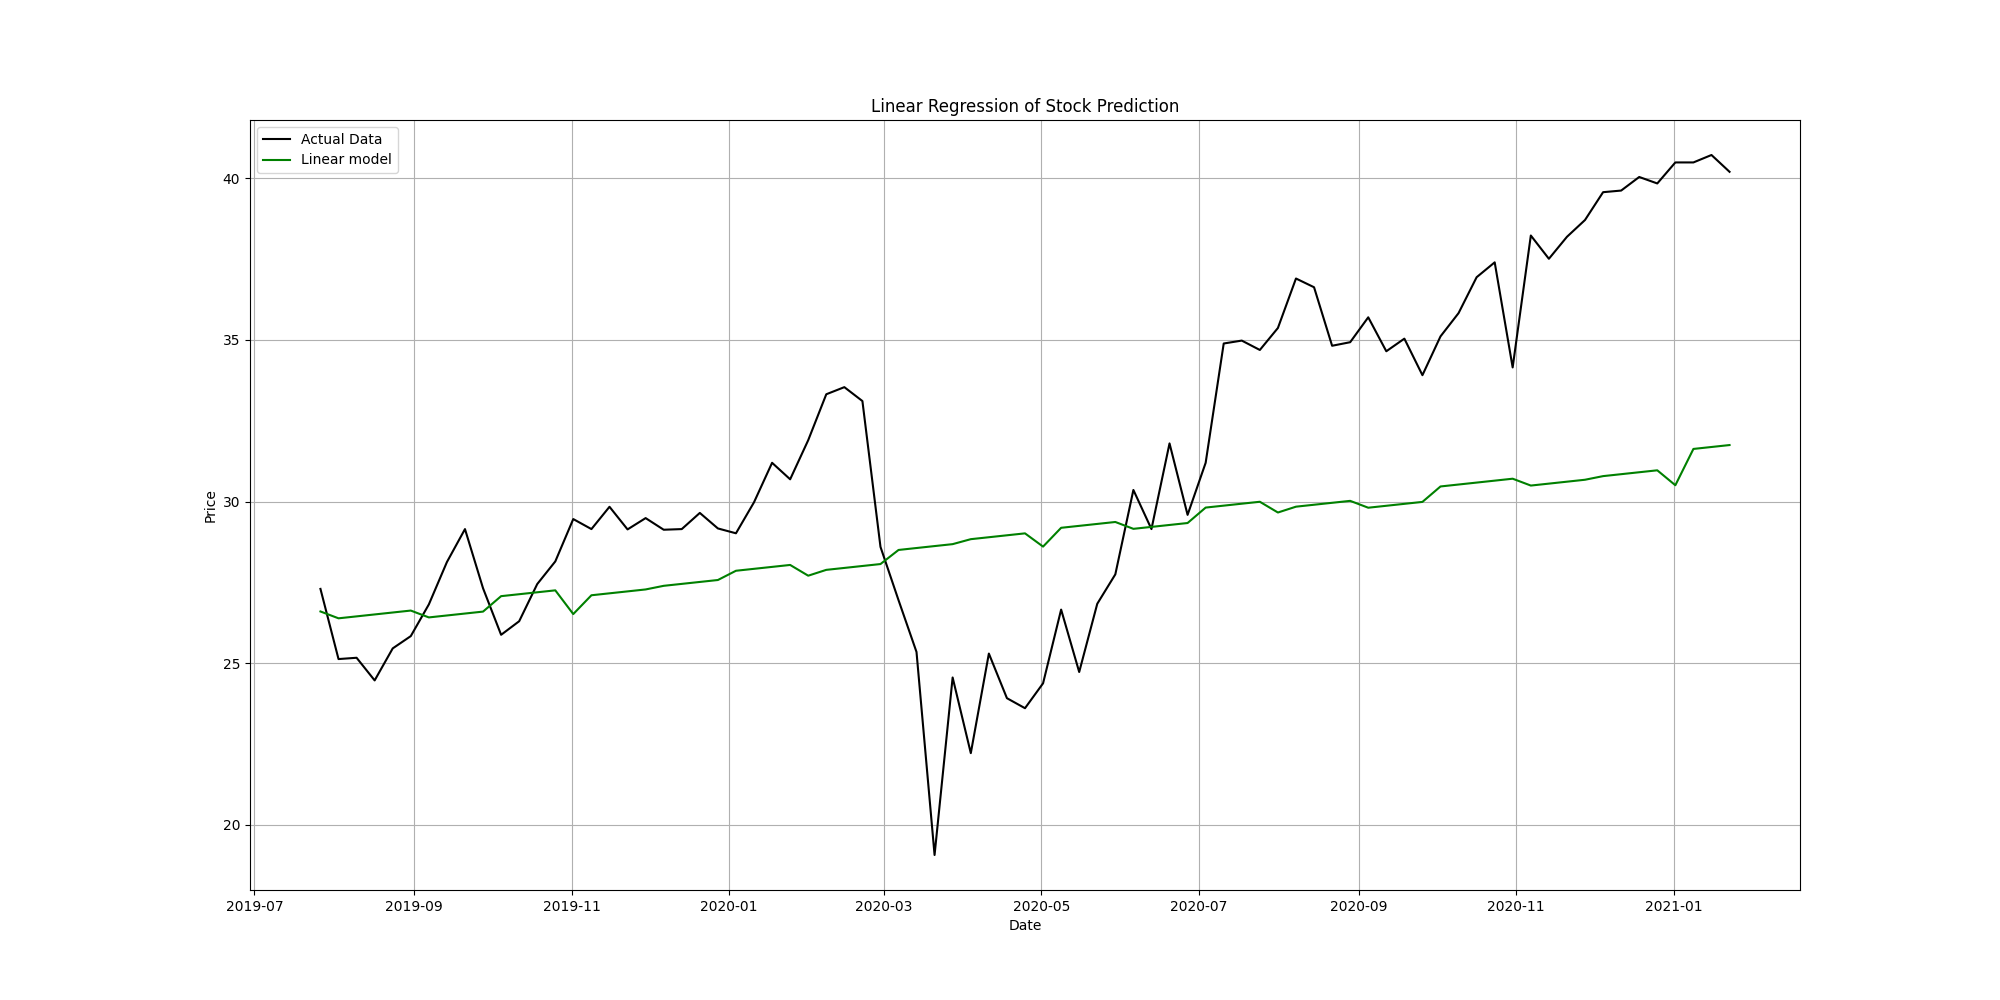 Linear Regression of Stock Prediction
Actual Data
Linear model
40
35
30
25
20
Price
2019-07 2019-09 2019-11 2020-01 2020-03 2020-05 2020-07 2020-09 2020-11 2021-01
Date